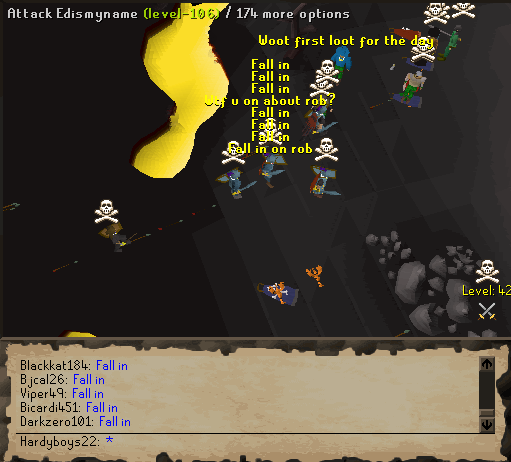 Attack Edismyname (level-106) / 174 more options
Woot first loot for the day
Fall in
Fall in
Fall in
u on about rob?
Fall in
Fall in
Fall in
Fall in on rob
Level: 42
Blackkat184: Fall in
Bjcal26: Fall in
Viper49: Fall in
Bicardi451: Fall in
Darkzero101: Fall in
Hardyboys22: *